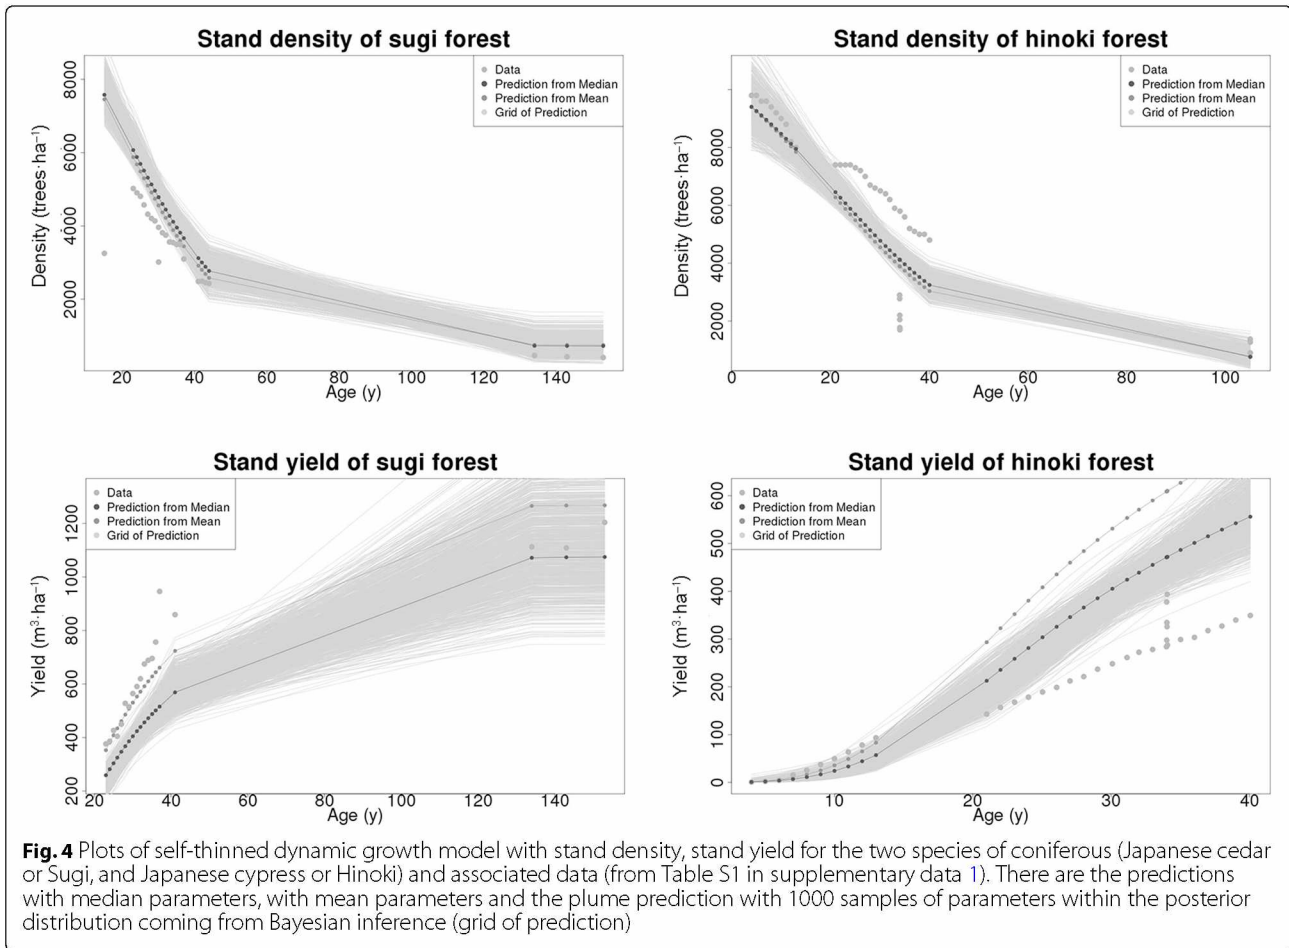 Stand density of sugi forest
Data
Prediction from Median
Prediction from Mean
Grid of Prediction
Density (trees·ha⁻¹)
8000
6000
4000
2000
20 40 60 80 100 120 140
Age (y)
Stand density of hinoki forest
Data
Prediction from Median
Prediction from Mean
Grid of Prediction
Density (trees·ha⁻¹)
8000
6000
4000
2000
0 20 40 60 80 100
Age (y)
Stand yield of sugi forest
Data
Prediction from Median
Prediction from Mean
Grid of Prediction
Yield (m³·ha⁻¹)
1200
1000
800
600
400
200
20 40 60 80 100 120 140
Age (y)
Stand yield of hinoki forest
Data
Prediction from Median
Prediction from Mean
Grid of Prediction
Yield (m³·ha⁻¹)
600
500
400
300
200
100
0
10 20 30 40
Age (y)
Fig. 4 Plots of self-thinned dynamic growth model with stand density, stand yield for the two species of coniferous (Japanese cedar
or Sugi, and Japanese cypress or Hinoki) and associated data (from Table S1 in supplementary data 1). There are the predictions
with median parameters, with mean parameters and the plume prediction with 1000 samples of parameters within the posterior
distribution coming from Bayesian inference (grid of prediction)